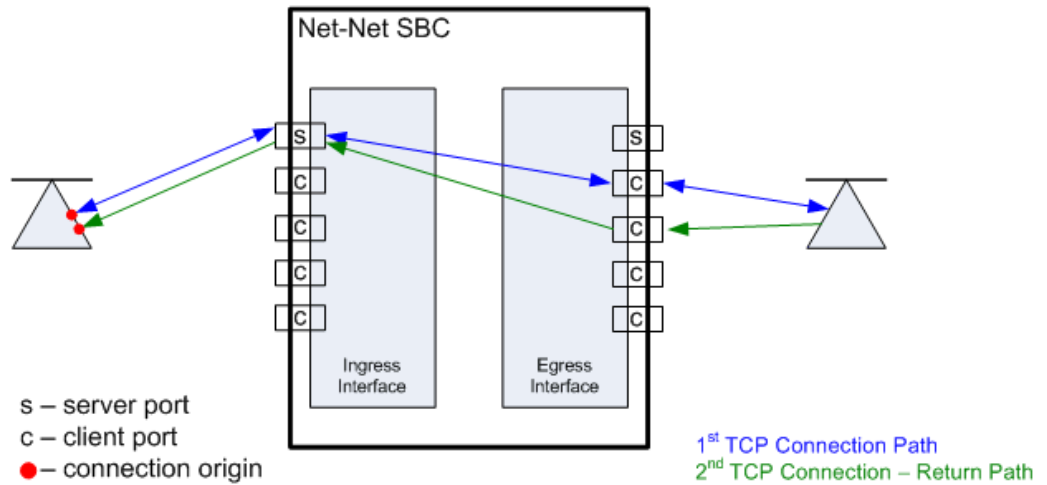 Net-Net SBC
S
C
C
C
C
S
C
C
C
C
Ingress
Interface
Egress
Interface
s – server port
c – client port
– connection origin
1st TCP Connection Path
2nd TCP Connection – Return Path